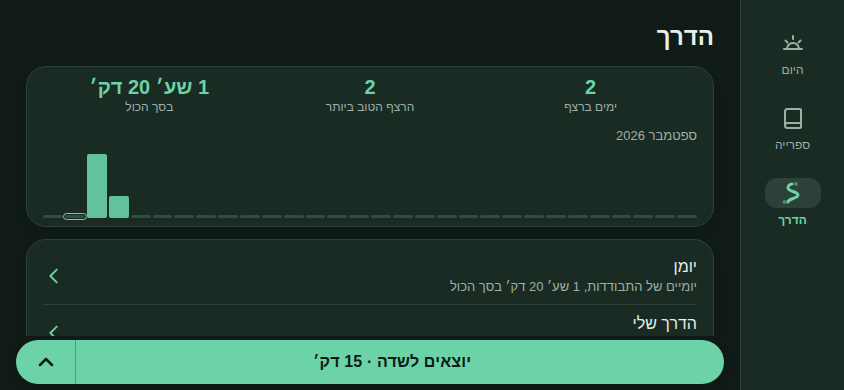 הדרך
2
ימים ברצף
2
הרצף הטוב ביותר
1 שע׳ 20 דק׳
בסך הכול
ספטמבר 2026
יומן
יומיים של התבודדות, 1 שע׳ 20 דק׳ בסך הכול
הדרך שלי
יוצאים לשדה · 15 דק׳
היום
ספרייה
הדרך